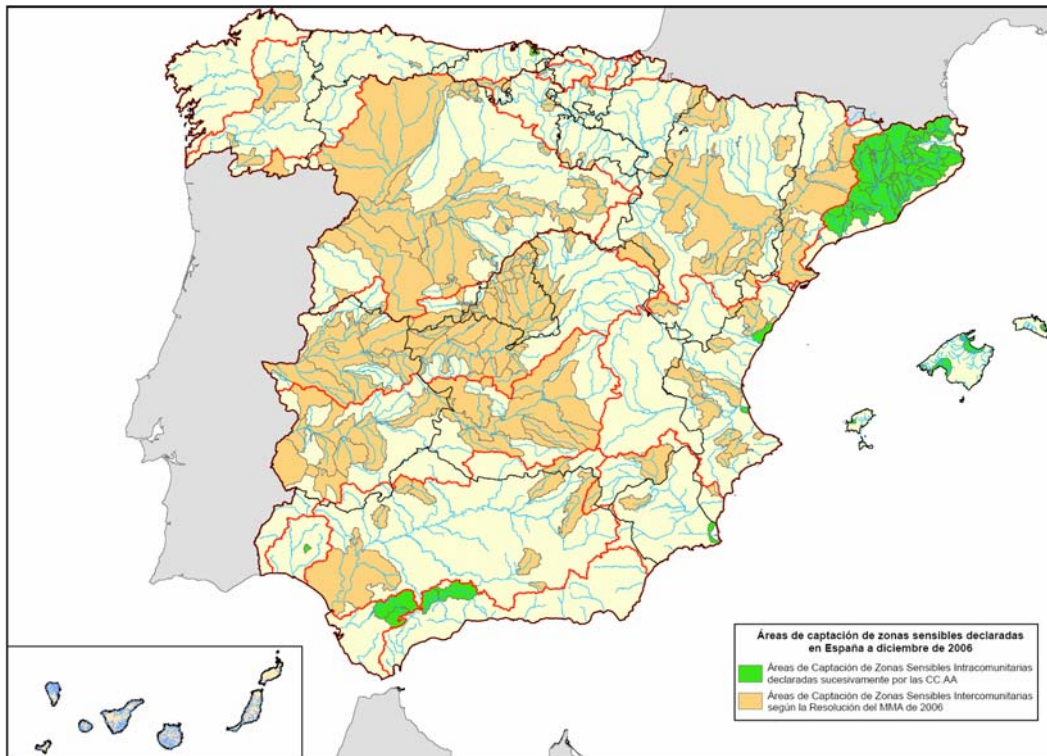 Áreas de captación de zonas sensibles declaradas
en España a diciembre de 2006
Áreas de Captación de Zonas Sensibles Intracomunitarias
declaradas sucesivamente por las CC.AA
Áreas de Captación de Zonas Sensibles Intercomunitarias
según la Resolución del MMA de 2006